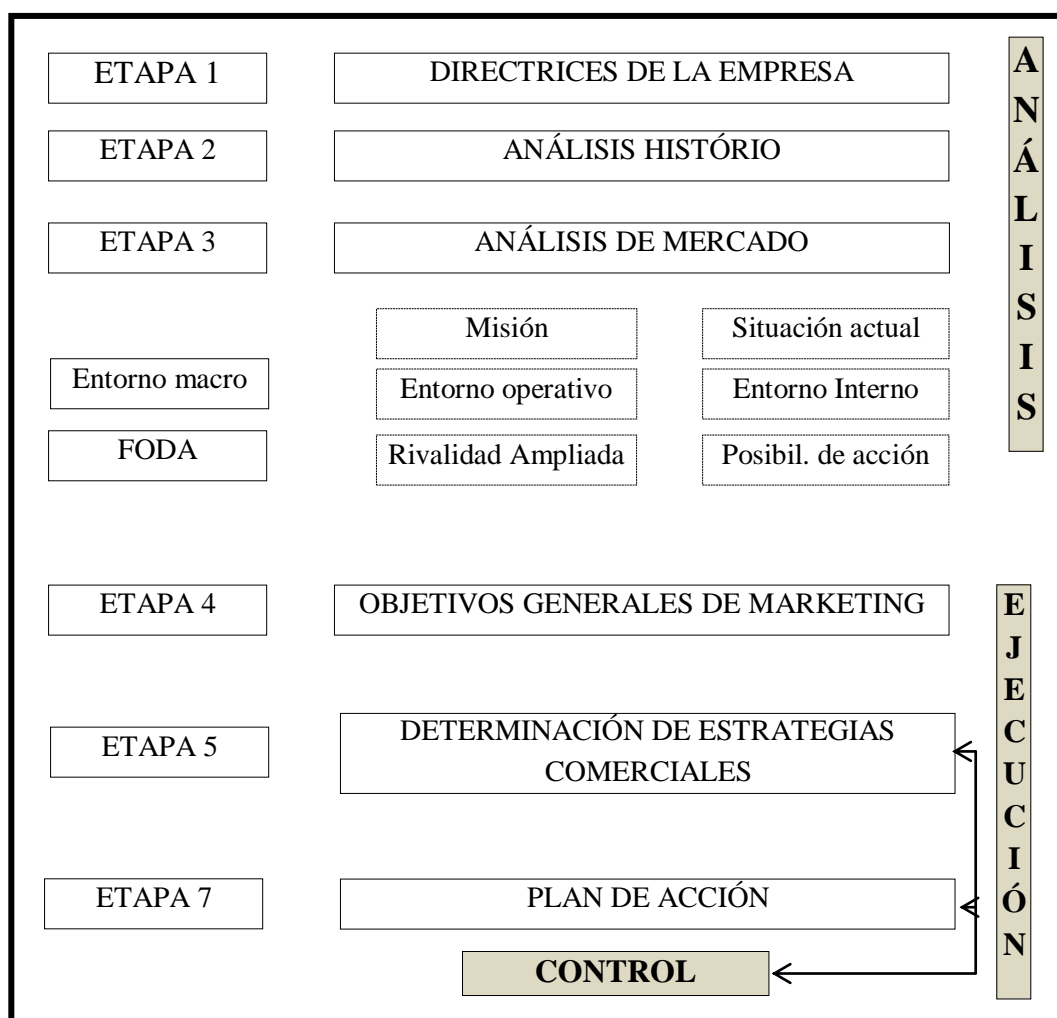 ETAPA 1
DIRECTRICES DE LA EMPRESA
ETAPA 2
ANÁLISIS HISTÓRIO
ETAPA 3
ANÁLISIS DE MERCADO
Misión
Situación actual
Entorno macro
Entorno operativo
Entorno Interno
FODA
Rivalidad Ampliada
Posibil. de acción
ANÁLISIS
ETAPA 4
OBJETIVOS GENERALES DE MARKETING
ETAPA 5
DETERMINACIÓN DE ESTRATEGIAS
COMERCIALES
ETAPA 7
PLAN DE ACCIÓN
CONTROL
EJECUCIÓN